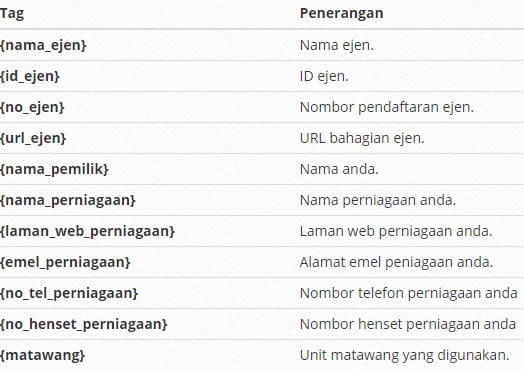 Tag Penerangan
{nama_ejen} Nama ejen.
{id_ejen} ID ejen.
{no_ejen} Nombor pendaftaran ejen.
{url_ejen} URL bahagian ejen.
{nama_pemilik} Nama anda.
{nama_perniagaan} Nama perniagaan anda.
{laman_web_perniagaan} Laman web perniagaan anda.
{emel_perniagaan} Alamat emel peniagaan anda.
{no_tel_perniagaan} Nombor telefon perniagaan anda
{no_henset_perniagaan} Nombor henset perniagaan anda
{matawang} Unit matawang yang digunakan.